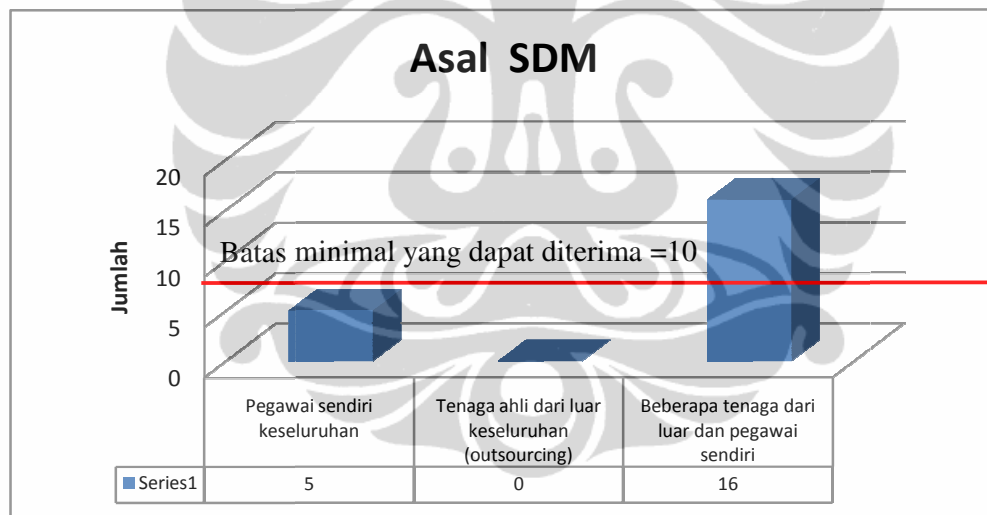 Asal SDM
20
15
10
5
0
Jumlah
Batas minimal yang dapat diterima =10
Pegawai sendiri
keseluruhan
Tenaga ahli dari luar
keseluruhan
(outsourcing)
Beberapa tenaga dari
luar dan pegawai
sendiri
Series1
5
0
16